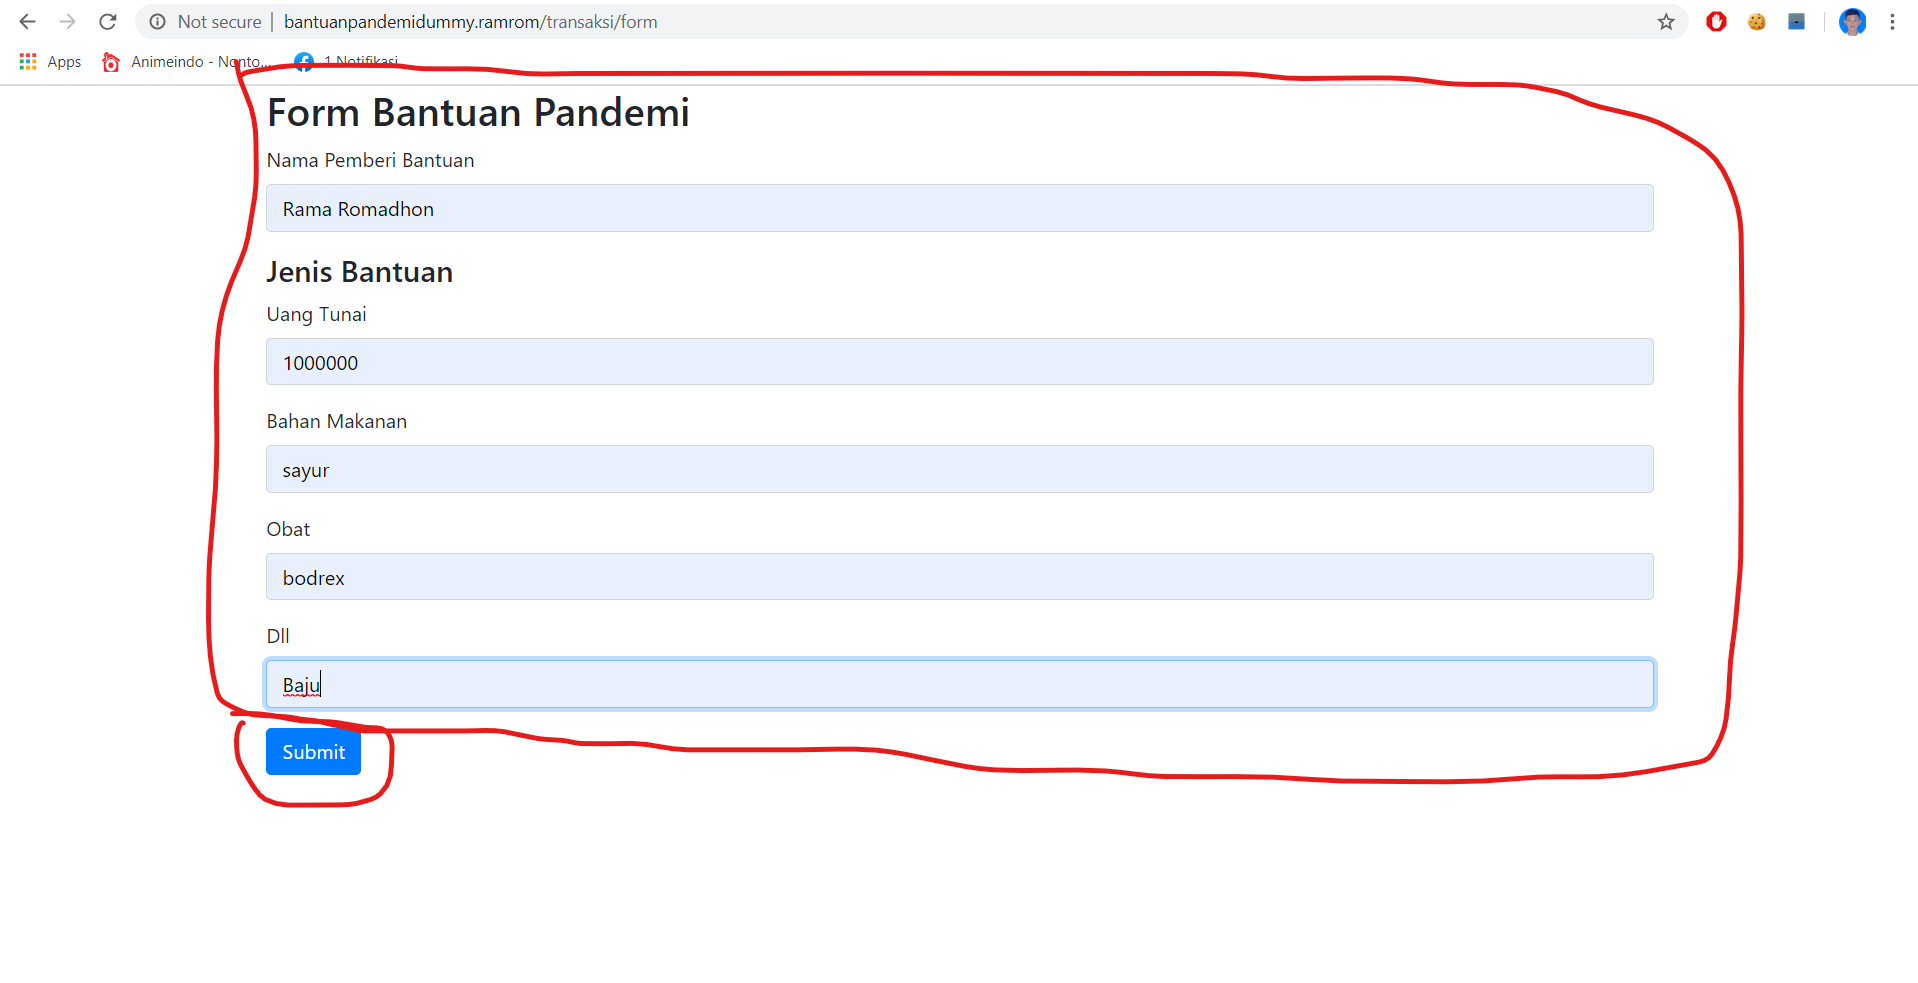 Not secure | bantuanpandemidummy.ramrom/transaksi/form
Apps Animeindo - Nonto... 1 Notifikasi
Form Bantuan Pandemi
Nama Pemberi Bantuan
Rama Romadhon
Jenis Bantuan
Uang Tunai
1000000
Bahan Makanan
sayur
Obat
bodrex
Dll
Baju
Submit